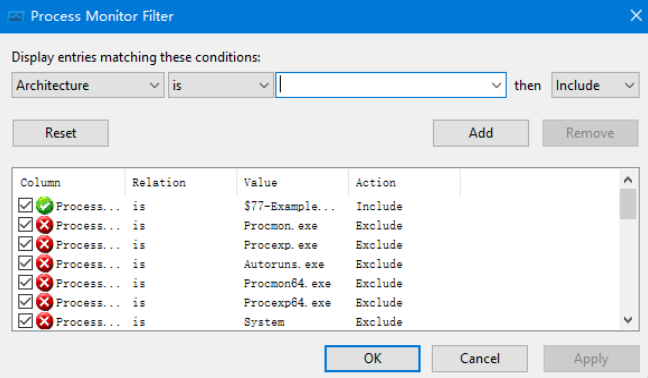 Process Monitor Filter
Display entries matching these conditions:
Architecture is then Include
Reset Add Remove
Column Relation Value Action
Process... is $77-Example... Include
Process... is Procmon.exe Exclude
Process... is Procexp.exe Exclude
Process... is Autoruns.exe Exclude
Process... is Procmon64.exe Exclude
Process... is Procexp64.exe Exclude
Process... is System Exclude
OK Cancel Apply